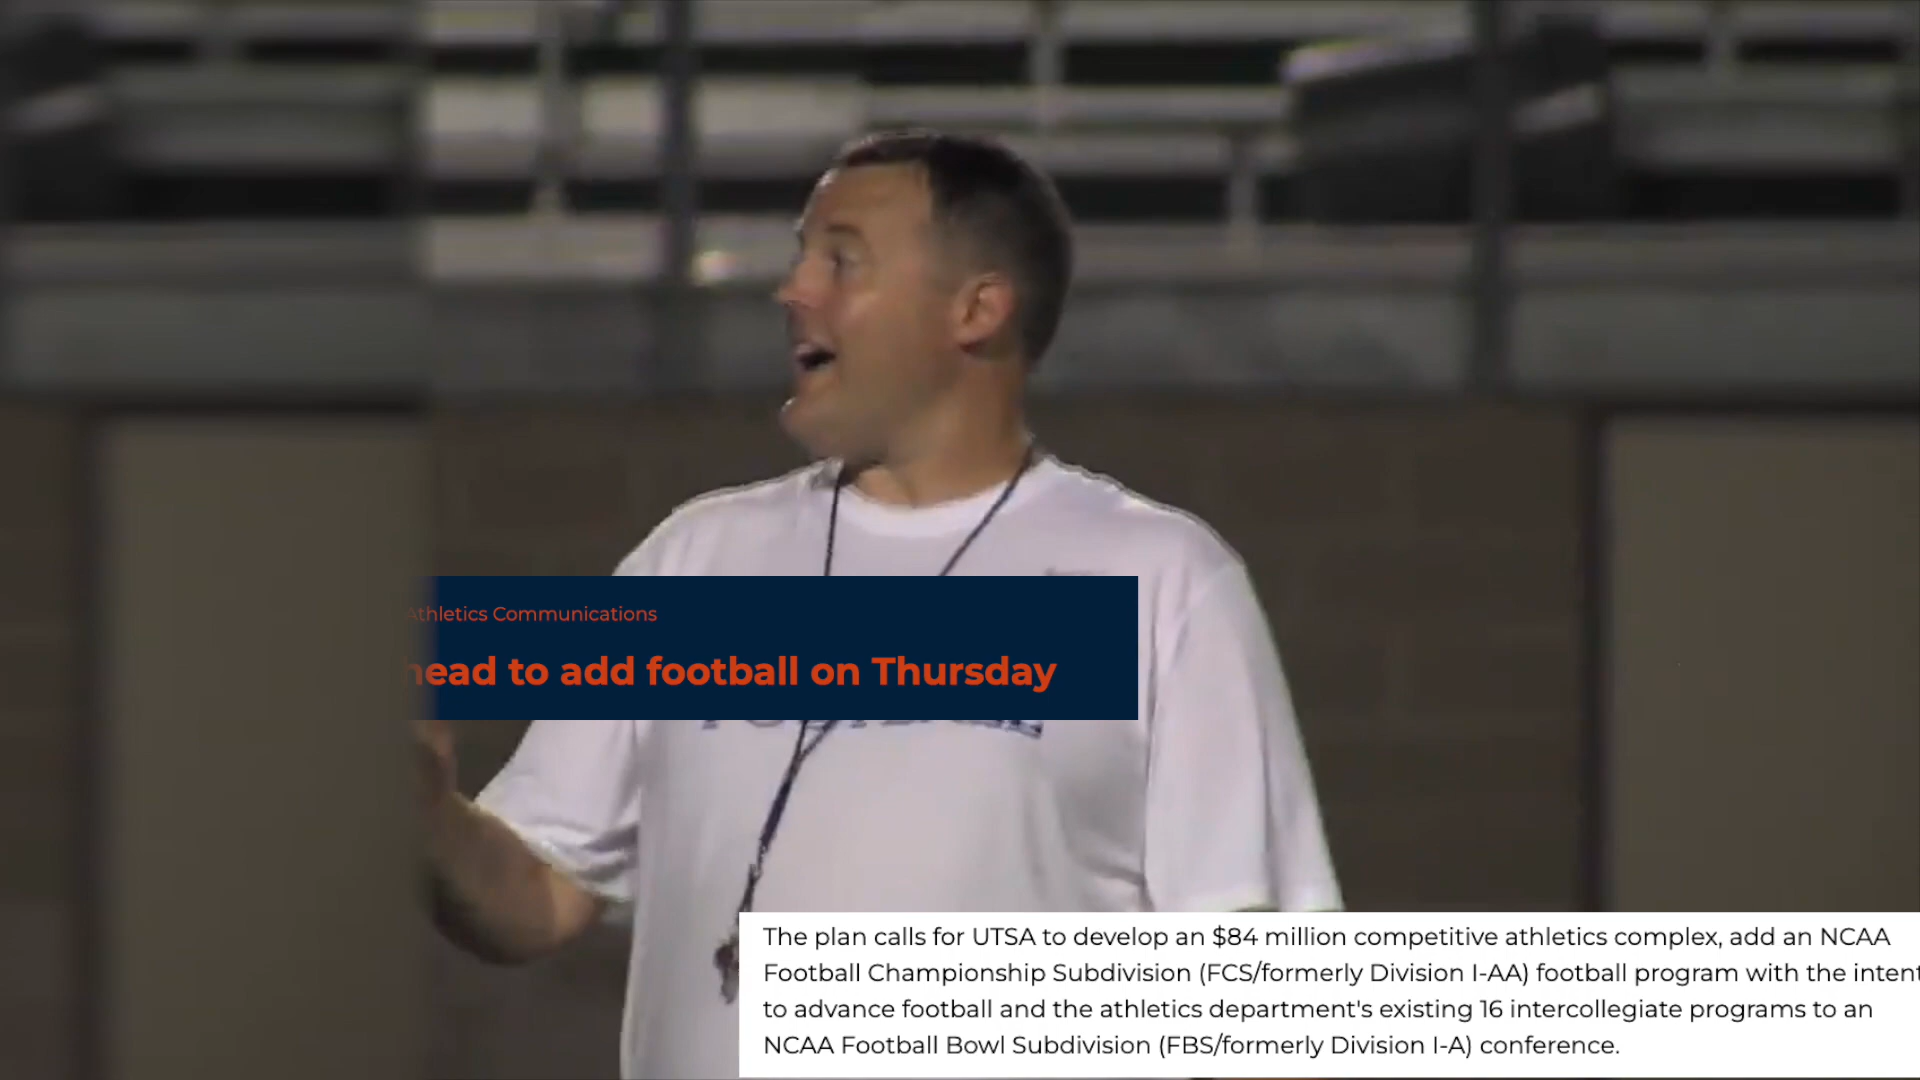 Athletics Communications
head to add football on Thursday
The plan calls for UTSA to develop an $84 million competitive athletics complex, add an NCAA
Football Championship Subdivision (FCS/formerly Division I-AA) football program with the intent
to advance football and the athletics department's existing 16 intercollegiate programs to an
NCAA Football Bowl Subdivision (FBS/formerly Division I-A) conference.